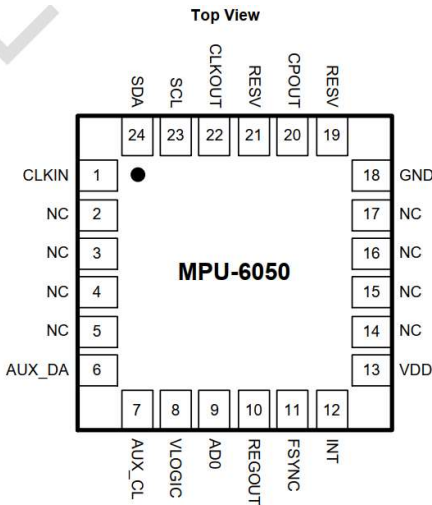 Top View
SDA
SCL
CLKOUT
RESV
CPOUT
RESV
24 23 22 21 20 19
CLKIN 1 18 GND
NC 2 17 NC
NC 3 16 NC
MPU-6050
NC 4 15 NC
NC 5 14 NC
AUX_DA 6 13 VDD
7 8 9 10 11 12
AUX_CL
VLOGIC
AD0
REGOUT
FSYNC
INT